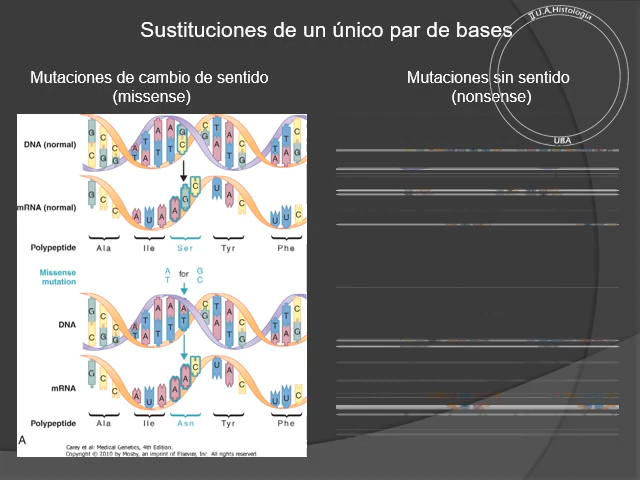 Sustituciones de un único par de bases
II U.A. Histología
UBA
Mutaciones de cambio de sentido
(missense)
Mutaciones sin sentido
(nonsense)
DNA (normal)
mRNA (normal)
Polypeptide
Ala Ile Ser Tyr Phe
Missense
mutation
A for G
T C
DNA
mRNA
Polypeptide
Ala Ile Asn Tyr Phe
A
Carey et al: Medical Genetics, 4th Edition.
Copyright © 2010 by Mosby, an imprint of Elsevier, Inc. All rights reserved.